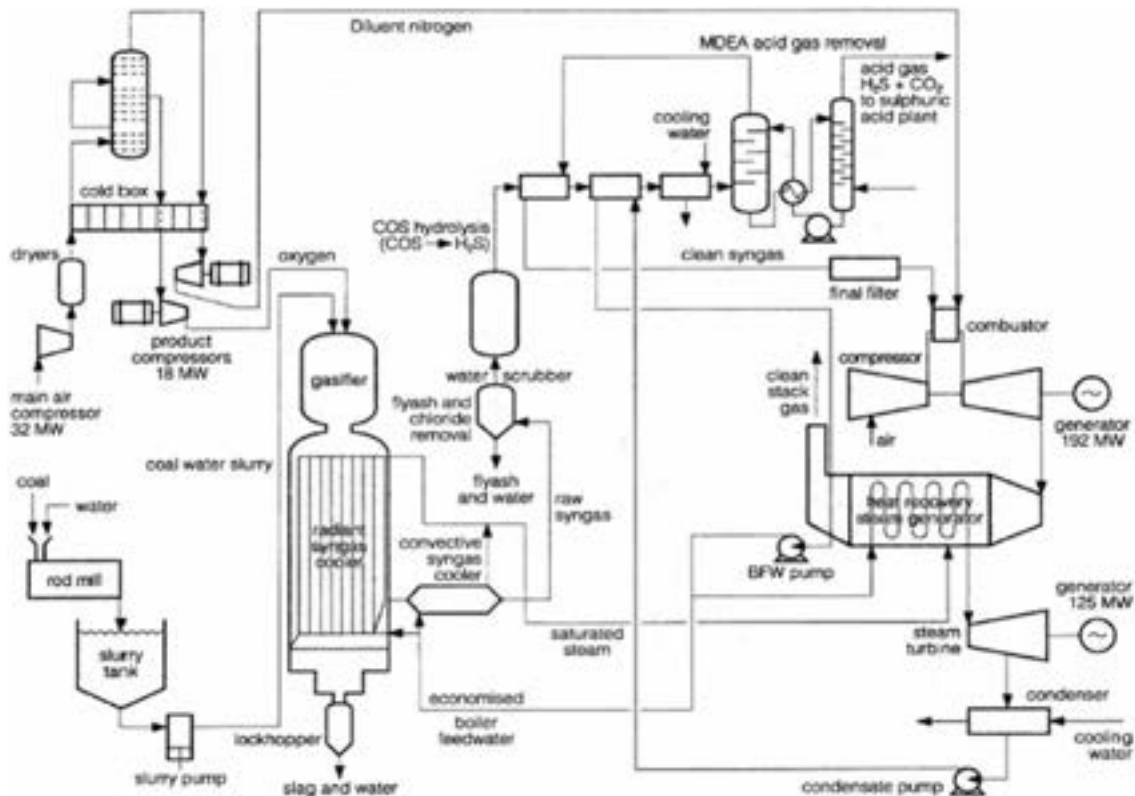 Diluent nitrogen
MDEA acid gas removal
acid gas
H₂S + CO₂
to sulphuric
acid plant
cooling
water
cold box
COS hydrolysis
(COS → H₂S)
dryers
oxygen
clean syngas
final filter
combustor
product
compressors
18 MW
gasifier
water scrubber
compressor
clean
stack
gas
main air
compressor
32 MW
flyash and
chloride
removal
air
generator
192 MW
coal water slurry
flyash
and water
raw
syngas
coal
water
radiant
syngas
cooler
convective
syngas
cooler
heat recovery
steam generator
rod mill
BFW pump
generator
125 MW
slurry
tank
saturated
steam
steam
turbine
economised
boiler
feedwater
condenser
lockhopper
cooling
water
slurry pump
slag and water
condensate pump